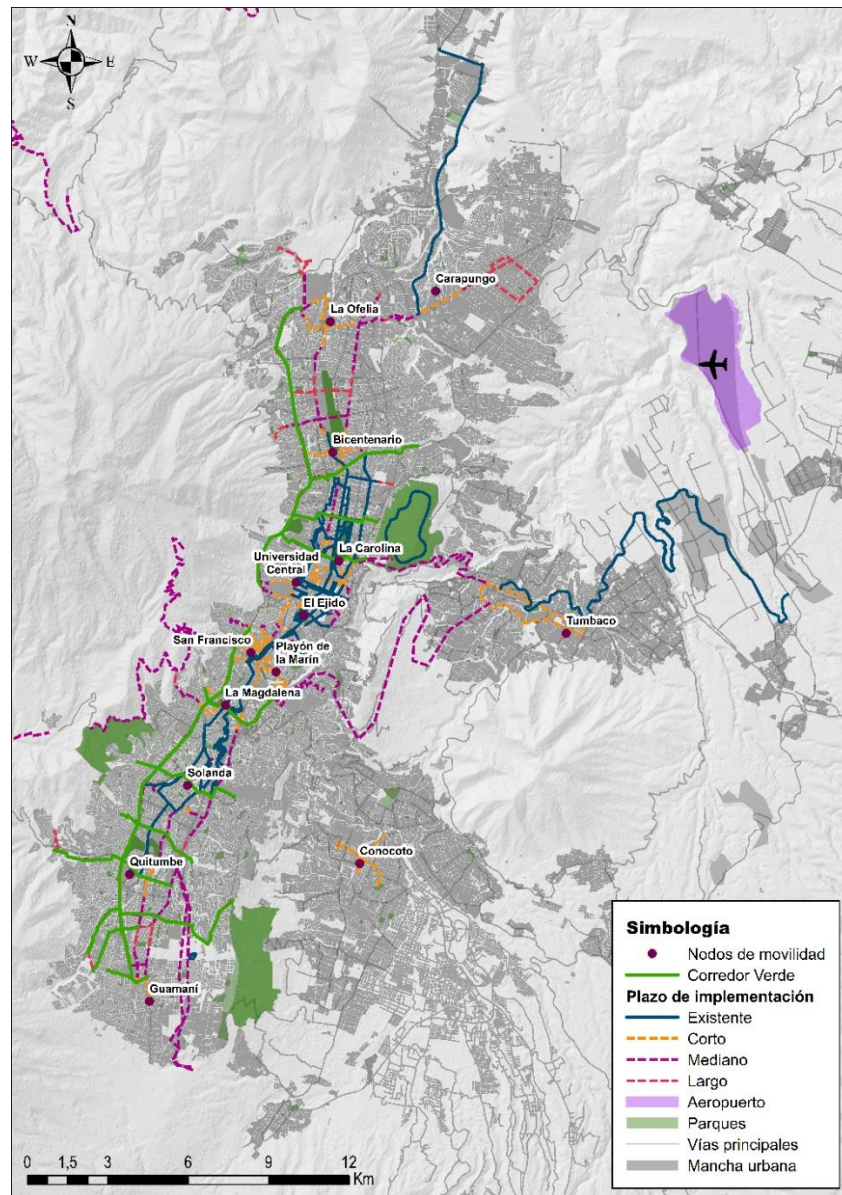 N
W E
S
Carapungo
La Ofelia
Bicentenario
La Carolina
Universidad
Central
El Ejido
Tumbaco
San Francisco
Playón de
la Marín
La Magdalena
Solanda
Conocoto
Quitumbe
Guamaní
Simbología
Nodos de movilidad
Corredor Verde
Plazo de implementación
Existente
Corto
Mediano
Largo
Aeropuerto
Parques
Vías principales
Mancha urbana
0 1,5 3 6 9 12
Km